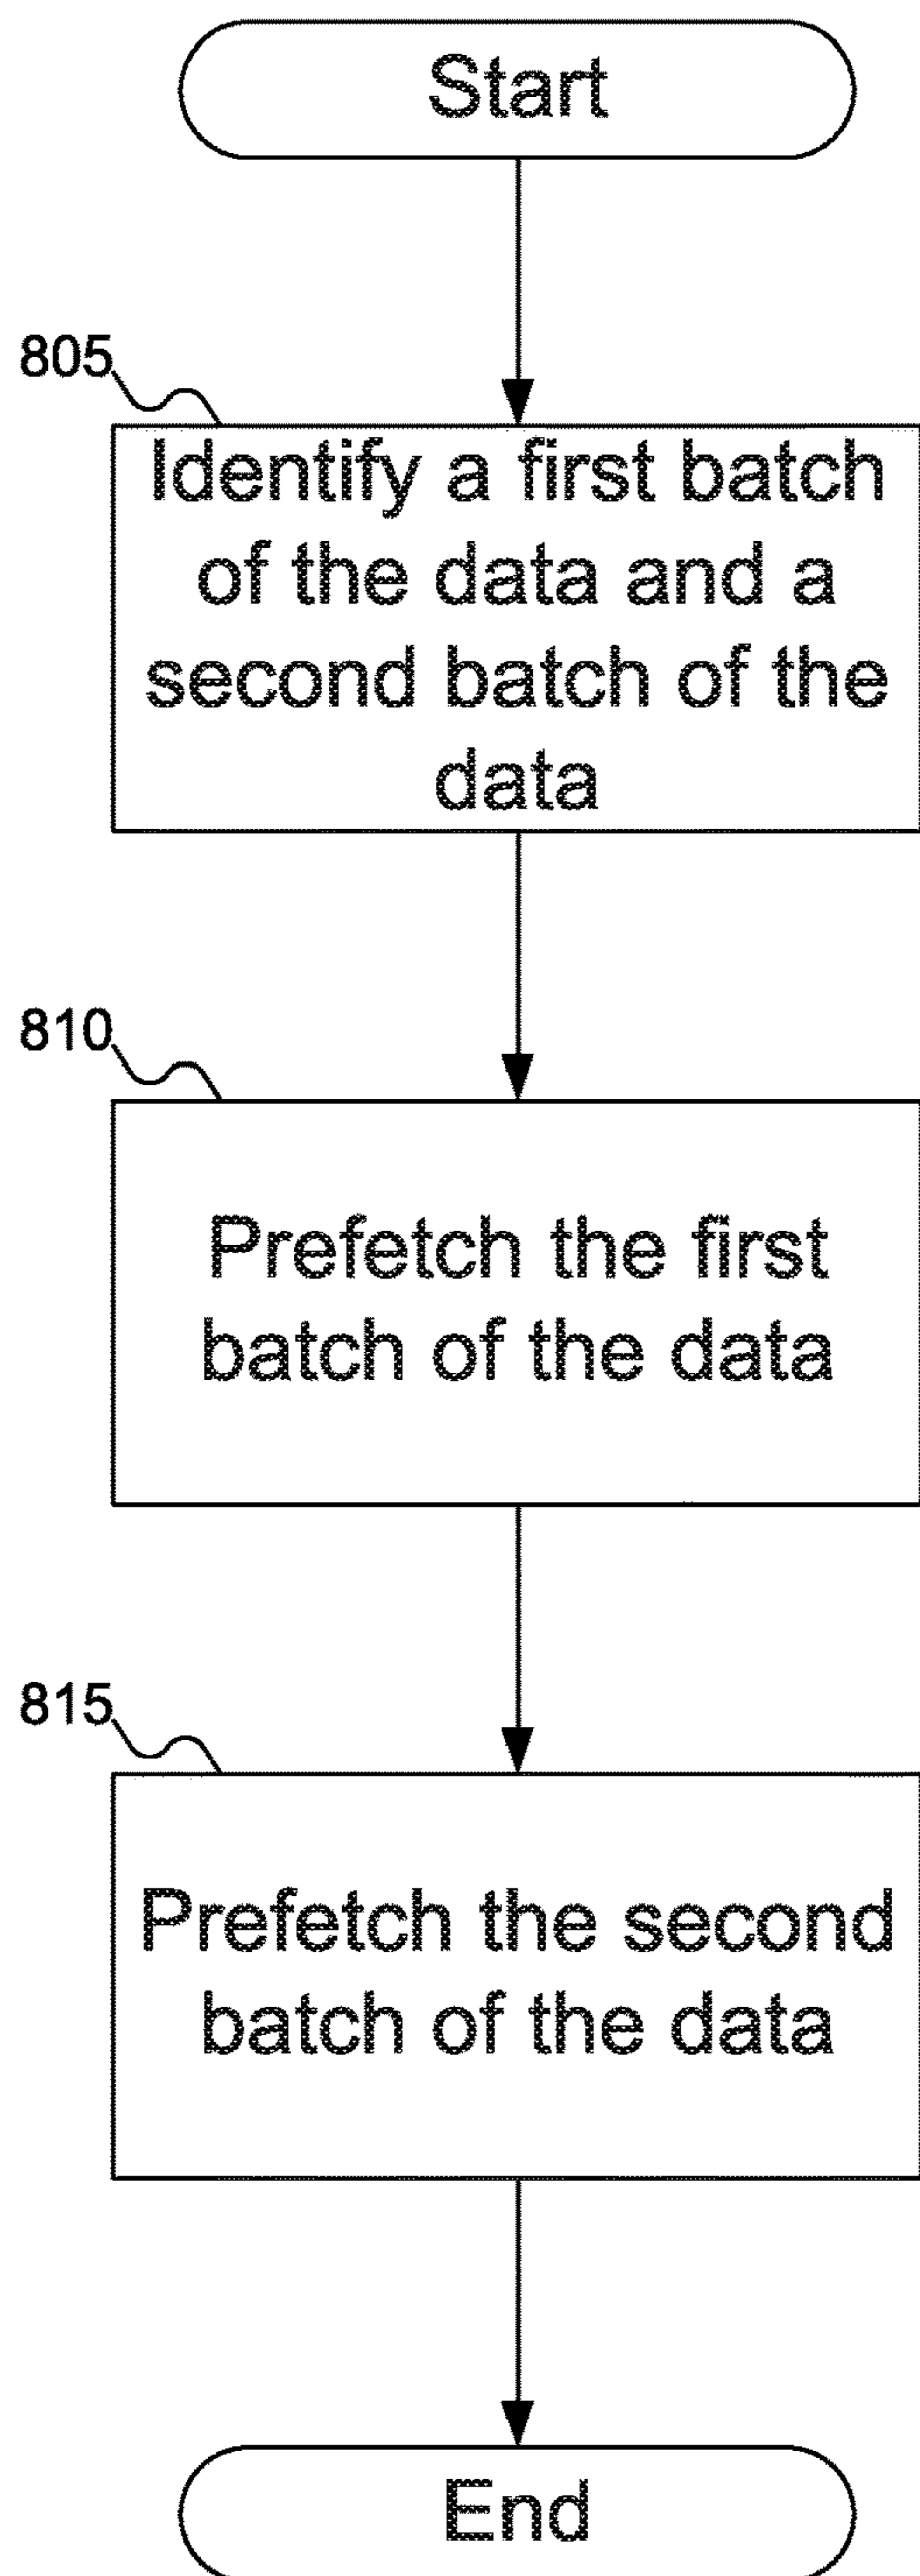 Start
805
Identify a first batch
of the data and a
second batch of the
data
810
Prefetch the first
batch of the data
815
Prefetch the second
batch of the data
End